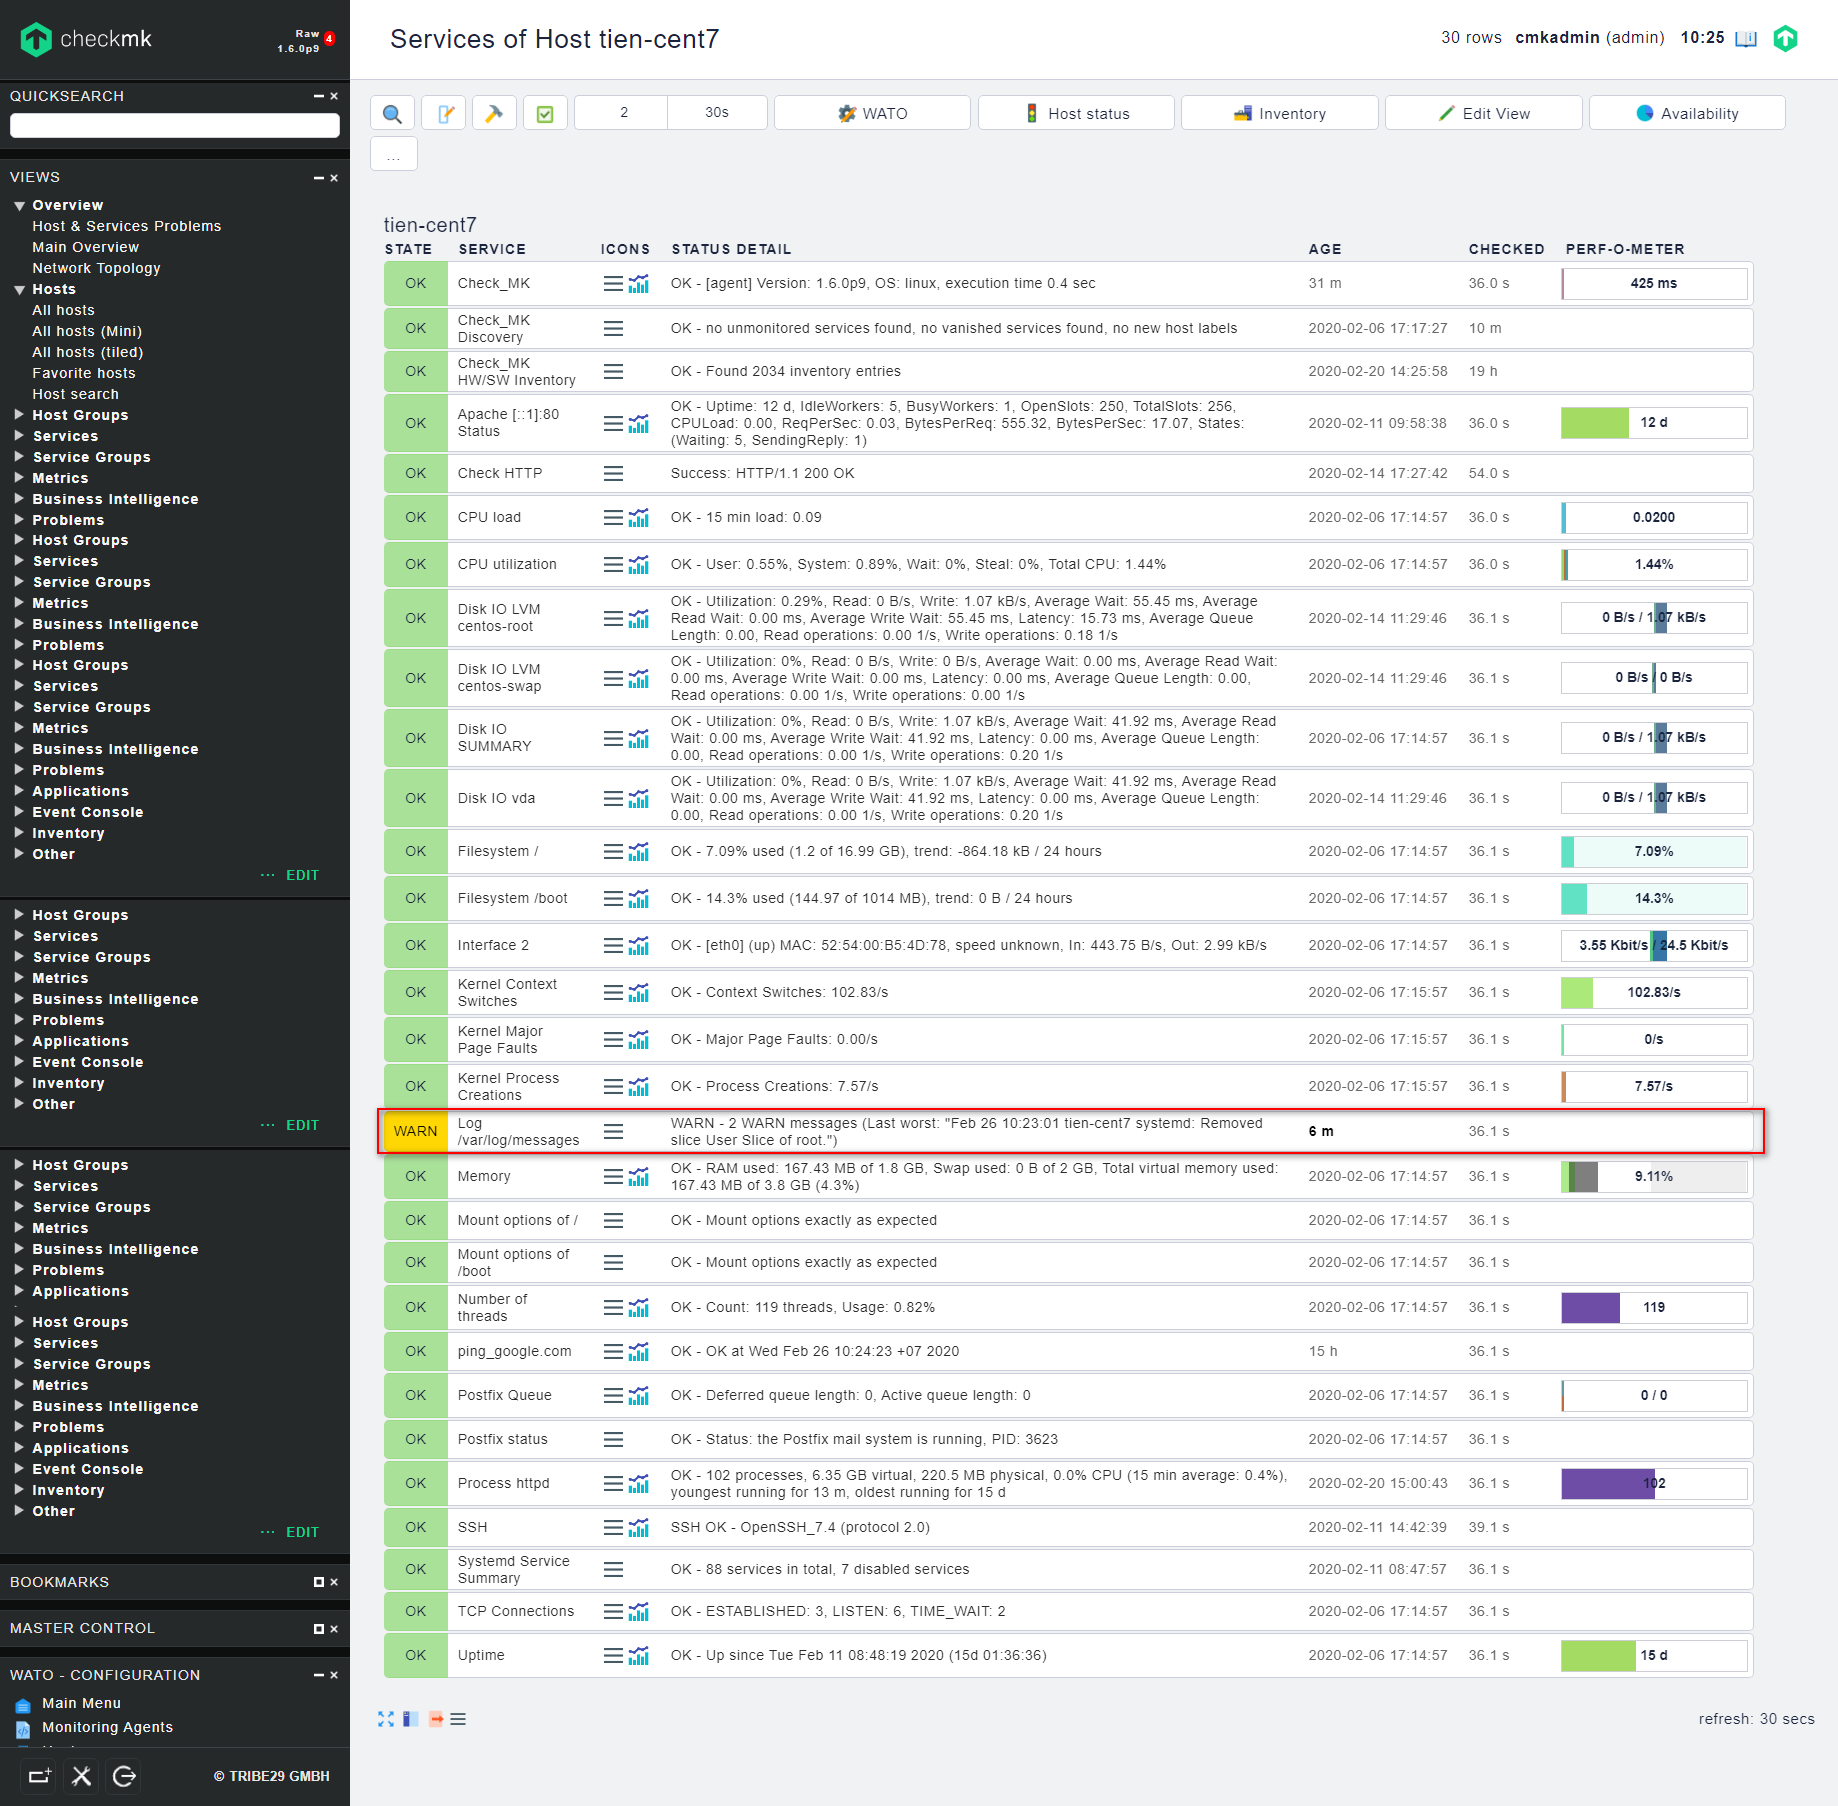 checkmk
Raw
1.6.0p9
4
Services of Host tien-cent7
30 rows cmkadmin (admin) 10:25
QUICKSEARCH
2 30s WATO Host status Inventory Edit View Availability
...
VIEWS
Overview
Host & Services Problems
Main Overview
Network Topology
Hosts
All hosts
All hosts (Mini)
All hosts (tiled)
Favorite hosts
Host search
Host Groups
Services
Service Groups
Metrics
Business Intelligence
Problems
Host Groups
Services
Service Groups
Metrics
Business Intelligence
Problems
Host Groups
Services
Service Groups
Metrics
Business Intelligence
Problems
Applications
Event Console
Inventory
Other
... EDIT
Host Groups
Services
Service Groups
Metrics
Business Intelligence
Problems
Applications
Event Console
Inventory
Other
... EDIT
Host Groups
Services
Service Groups
Metrics
Business Intelligence
Problems
Applications
Host Groups
Services
Service Groups
Metrics
Business Intelligence
Problems
Applications
Event Console
Inventory
Other
... EDIT
BOOKMARKS
MASTER CONTROL
WATO - CONFIGURATION
Main Menu
Monitoring Agents
© TRIBE29 GMBH
tien-cent7
STATE SERVICE ICONS STATUS DETAIL AGE CHECKED PERF-O-METER
OK Check_MK OK - [agent] Version: 1.6.0p9, OS: linux, execution time 0.4 sec 31 m 36.0 s 425 ms
OK Check_MK
Discovery OK - no unmonitored services found, no vanished services found, no new host labels 2020-02-06 17:17:27 10 m
OK Check_MK
HW/SW Inventory OK - Found 2034 inventory entries 2020-02-20 14:25:58 19 h
OK Apache [::1]:80
Status OK - Uptime: 12 d, IdleWorkers: 5, BusyWorkers: 1, OpenSlots: 250, TotalSlots: 256,
CPULoad: 0.00, ReqPerSec: 0.03, BytesPerReq: 555.32, BytesPerSec: 17.07, States:
(Waiting: 5, SendingReply: 1) 2020-02-11 09:58:38 36.0 s 12 d
OK Check HTTP Success: HTTP/1.1 200 OK 2020-02-14 17:27:42 54.0 s
OK CPU load OK - 15 min load: 0.09 2020-02-06 17:14:57 36.0 s 0.0200
OK CPU utilization OK - User: 0.55%, System: 0.89%, Wait: 0%, Steal: 0%, Total CPU: 1.44% 2020-02-06 17:14:57 36.0 s 1.44%
OK Disk IO LVM
centos-root OK - Utilization: 0.29%, Read: 0 B/s, Write: 1.07 kB/s, Average Wait: 55.45 ms, Average
Read Wait: 0.00 ms, Average Write Wait: 55.45 ms, Latency: 15.73 ms, Average Queue
Length: 0.00, Read operations: 0.00 1/s, Write operations: 0.18 1/s 2020-02-14 11:29:46 36.1 s 0 B/s / 1.07 kB/s
OK Disk IO LVM
centos-swap OK - Utilization: 0%, Read: 0 B/s, Write: 0 B/s, Average Wait: 0.00 ms, Average Read Wait:
0.00 ms, Average Write Wait: 0.00 ms, Latency: 0.00 ms, Average Queue Length: 0.00,
Read operations: 0.00 1/s, Write operations: 0.00 1/s 2020-02-14 11:29:46 36.1 s 0 B/s / 0 B/s
OK Disk IO
SUMMARY OK - Utilization: 0%, Read: 0 B/s, Write: 1.07 kB/s, Average Wait: 41.92 ms, Average Read
Wait: 0.00 ms, Average Write Wait: 41.92 ms, Latency: 0.00 ms, Average Queue Length:
0.00, Read operations: 0.00 1/s, Write operations: 0.20 1/s 2020-02-06 17:14:57 36.1 s 0 B/s / 1.07 kB/s
OK Disk IO vda OK - Utilization: 0%, Read: 0 B/s, Write: 1.07 kB/s, Average Wait: 41.92 ms, Average Read
Wait: 0.00 ms, Average Write Wait: 41.92 ms, Latency: 0.00 ms, Average Queue Length:
0.00, Read operations: 0.00 1/s, Write operations: 0.20 1/s 2020-02-14 11:29:46 36.1 s 0 B/s / 1.07 kB/s
OK Filesystem / OK - 7.09% used (1.2 of 16.99 GB), trend: -864.18 kB / 24 hours 2020-02-06 17:14:57 36.1 s 7.09%
OK Filesystem /boot OK - 14.3% used (144.97 of 1014 MB), trend: 0 B / 24 hours 2020-02-06 17:14:57 36.1 s 14.3%
OK Interface 2 OK - [eth0] (up) MAC: 52:54:00:B5:4D:78, speed unknown, In: 443.75 B/s, Out: 2.99 kB/s 2020-02-06 17:14:57 36.1 s 3.55 Kbit/s / 24.5 Kbit/s
OK Kernel Context
Switches OK - Context Switches: 102.83/s 2020-02-06 17:15:57 36.1 s 102.83/s
OK Kernel Major
Page Faults OK - Major Page Faults: 0.00/s 2020-02-06 17:15:57 36.1 s 0/s
OK Kernel Process
Creations OK - Process Creations: 7.57/s 2020-02-06 17:15:57 36.1 s 7.57/s
WARN Log
/var/log/messages WARN - 2 WARN messages (Last worst: "Feb 26 10:23:01 tien-cent7 systemd: Removed
slice User Slice of root.") 6 m 36.1 s
OK Memory OK - RAM used: 167.43 MB of 1.8 GB, Swap used: 0 B of 2 GB, Total virtual memory used:
167.43 MB of 3.8 GB (4.3%) 2020-02-06 17:14:57 36.1 s 9.11%
OK Mount options of / OK - Mount options exactly as expected 2020-02-06 17:14:57 36.1 s
OK Mount options of
/boot OK - Mount options exactly as expected 2020-02-06 17:14:57 36.1 s
OK Number of
threads OK - Count: 119 threads, Usage: 0.82% 2020-02-06 17:14:57 36.1 s 119
OK ping_google.com OK - OK at Wed Feb 26 10:24:23 +07 2020 15 h 36.1 s
OK Postfix Queue OK - Deferred queue length: 0, Active queue length: 0 2020-02-06 17:14:57 36.1 s 0 / 0
OK Postfix status OK - Status: the Postfix mail system is running, PID: 3623 2020-02-06 17:14:57 36.1 s
OK Process httpd OK - 102 processes, 6.35 GB virtual, 220.5 MB physical, 0.0% CPU (15 min average: 0.4%),
youngest running for 13 m, oldest running for 15 d 2020-02-20 15:00:43 36.1 s 102
OK SSH SSH OK - OpenSSH_7.4 (protocol 2.0) 2020-02-11 14:42:39 39.1 s
OK Systemd Service
Summary OK - 88 services in total, 7 disabled services 2020-02-11 08:47:57 36.1 s
OK TCP Connections OK - ESTABLISHED: 3, LISTEN: 6, TIME_WAIT: 2 2020-02-06 17:14:57 36.1 s
OK Uptime OK - Up since Tue Feb 11 08:48:19 2020 (15d 01:36:36) 2020-02-06 17:14:57 36.1 s 15 d
refresh: 30 secs